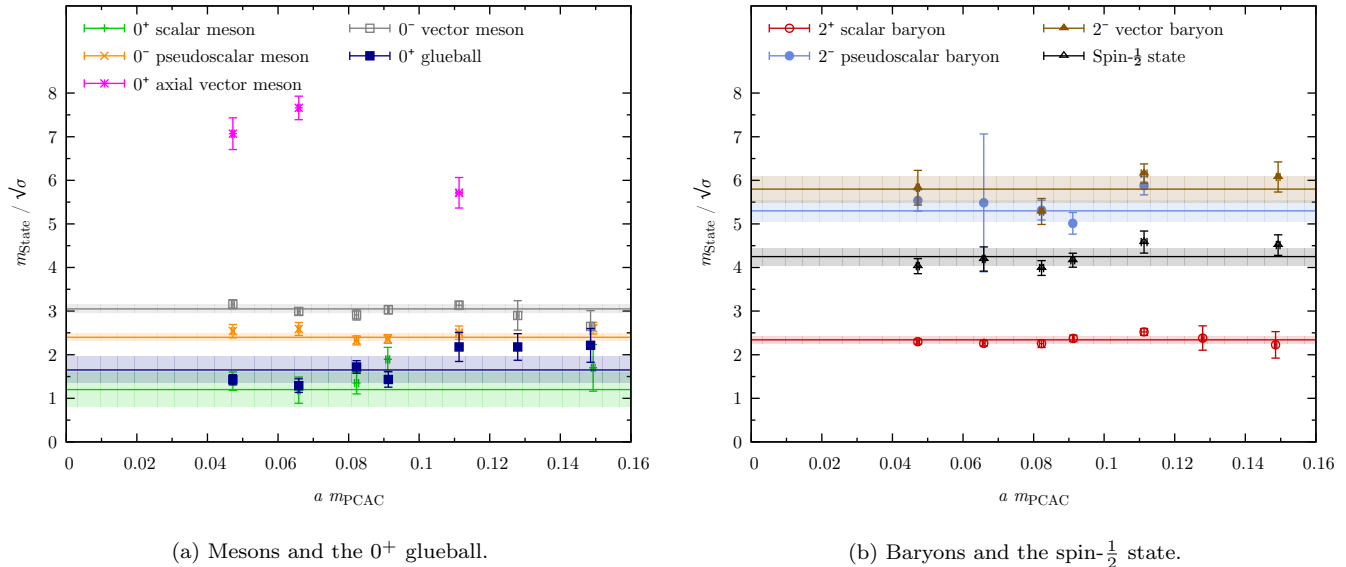 0⁺ scalar meson
0⁻ pseudoscalar meson
0⁺ axial vector meson
0⁻ vector meson
0⁺ glueball
8
7
6
5
4
3
2
1
0
m_State / √σ
0 0.02 0.04 0.06 0.08 0.1 0.12 0.14 0.16
a m_PCAC
(a) Mesons and the 0⁺ glueball.
2⁺ scalar baryon
2⁻ pseudoscalar baryon
2⁻ vector baryon
Spin-½ state
8
7
6
5
4
3
2
1
0
m_State / √σ
0 0.02 0.04 0.06 0.08 0.1 0.12 0.14 0.16
a m_PCAC
(b) Baryons and the spin-½ state.